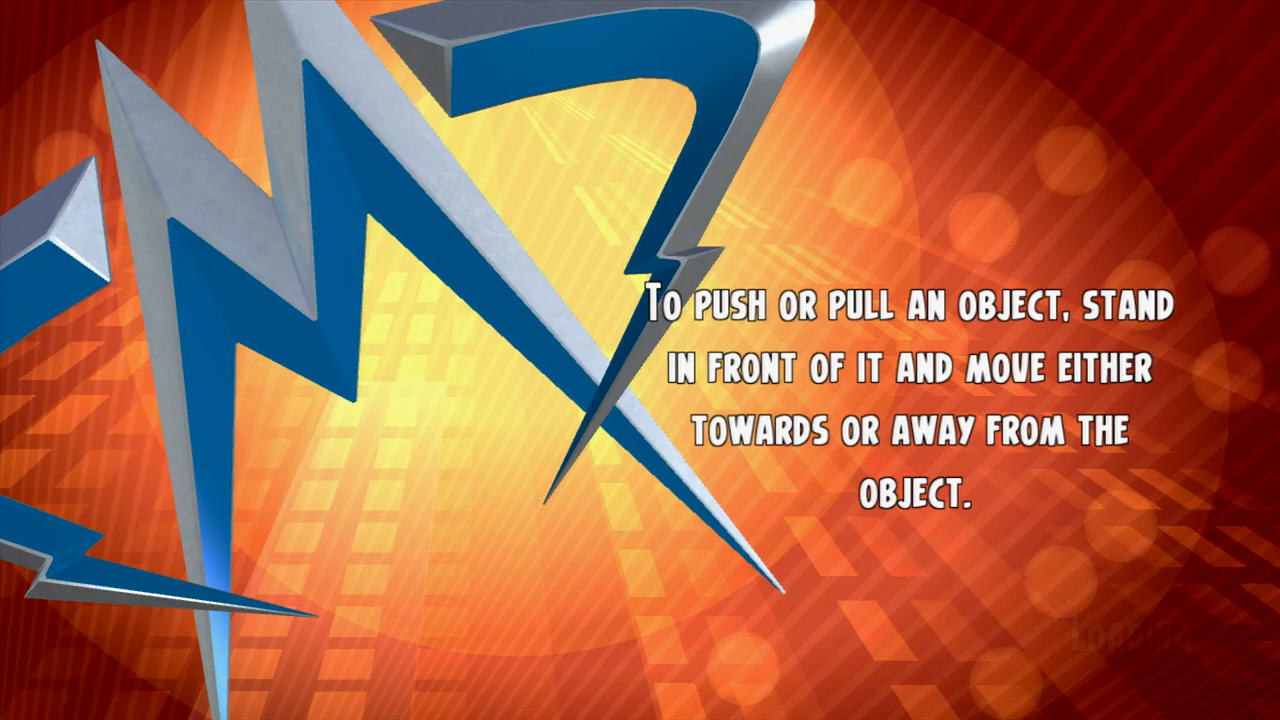 To push or pull an object, stand
in front of it and move either
towards or away from the
object.
Loading